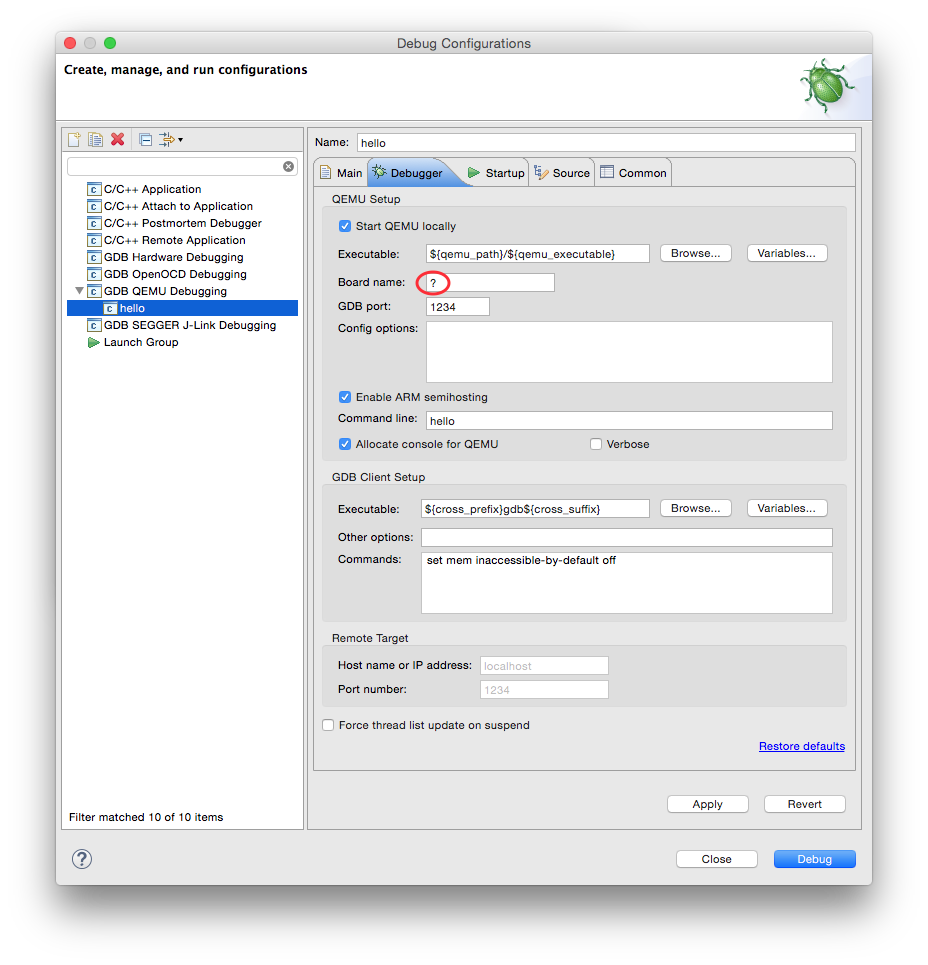 Debug Configurations
Create, manage, and run configurations
C/C++ Application
C/C++ Attach to Application
C/C++ Postmortem Debugger
C/C++ Remote Application
GDB Hardware Debugging
GDB OpenOCD Debugging
GDB QEMU Debugging
hello
GDB SEGGER J-Link Debugging
Launch Group
Filter matched 10 of 10 items
Name: hello
Main Debugger Startup Source Common
QEMU Setup
Start QEMU locally
Executable: ${qemu_path}/${qemu_executable} Browse... Variables...
Board name: ?
GDB port: 1234
Config options:
Enable ARM semihosting
Command line: hello
Allocate console for QEMU Verbose
GDB Client Setup
Executable: ${cross_prefix}gdb${cross_suffix} Browse... Variables...
Other options:
Commands: set mem inaccessible-by-default off
Remote Target
Host name or IP address: localhost
Port number: 1234
Force thread list update on suspend
Restore defaults
Apply Revert
? Close Debug